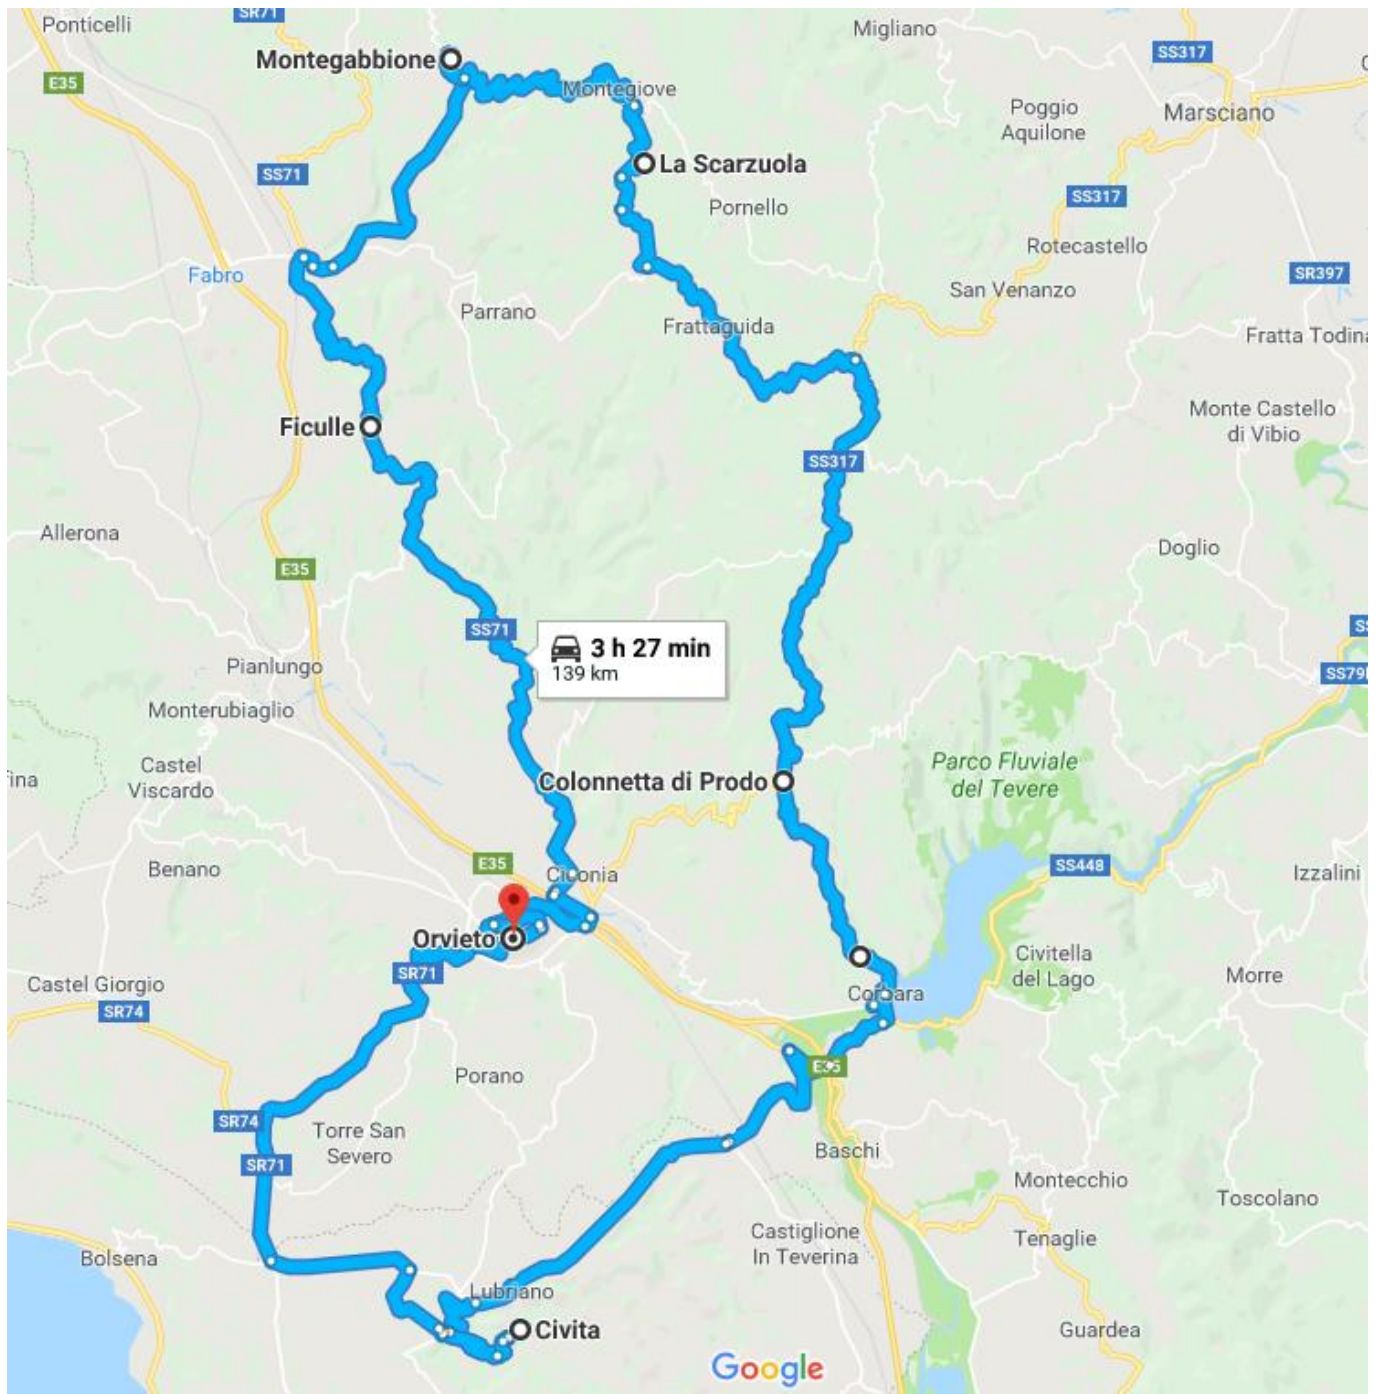 SR71
Ponticelli
Migliano
SS317
Montegabbione
E35
Montegiove
Poggio
Aquilone
Marsciano
SS71
La Scarzuola
SS317
Pornello
Rotecastello
Fabro
SR397
San Venanzo
Parrano
Frattaguida
Fratta Todina
Monte Castello
di Vibio
Ficulle
SS317
Allerona
Doglio
E35
SS71
3 h 27 min
139 km
Pianlungo
Monterubiaglio
Castel
Viscardo
Colonnetta di Prodo
Parco Fluviale
del Tevere
Benano
E35
Ciconia
SS448
Izzalini
Orvieto
SR71
Civitella
del Lago
Morre
Castel Giorgio
SR74
Corbara
E35
Porano
SR74
Torre San
Severo
SR71
Baschi
Montecchio
Toscolano
Castiglione
In Teverina
Tenaglie
Bolsena
Lubriano
Civita
Guardea
Google